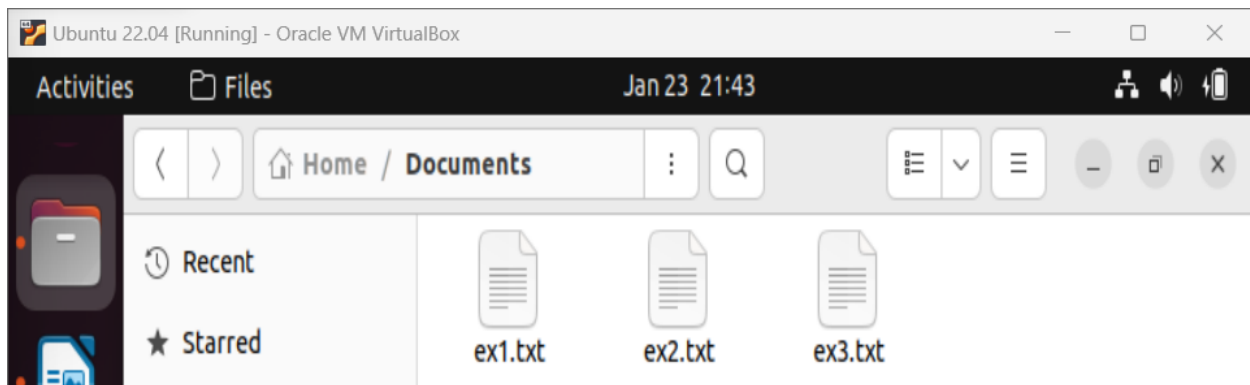 Ubuntu 22.04 [Running] - Oracle VM VirtualBox
Activities Files Jan 23 21:43
Home / Documents
Recent
Starred
ex1.txt ex2.txt ex3.txt